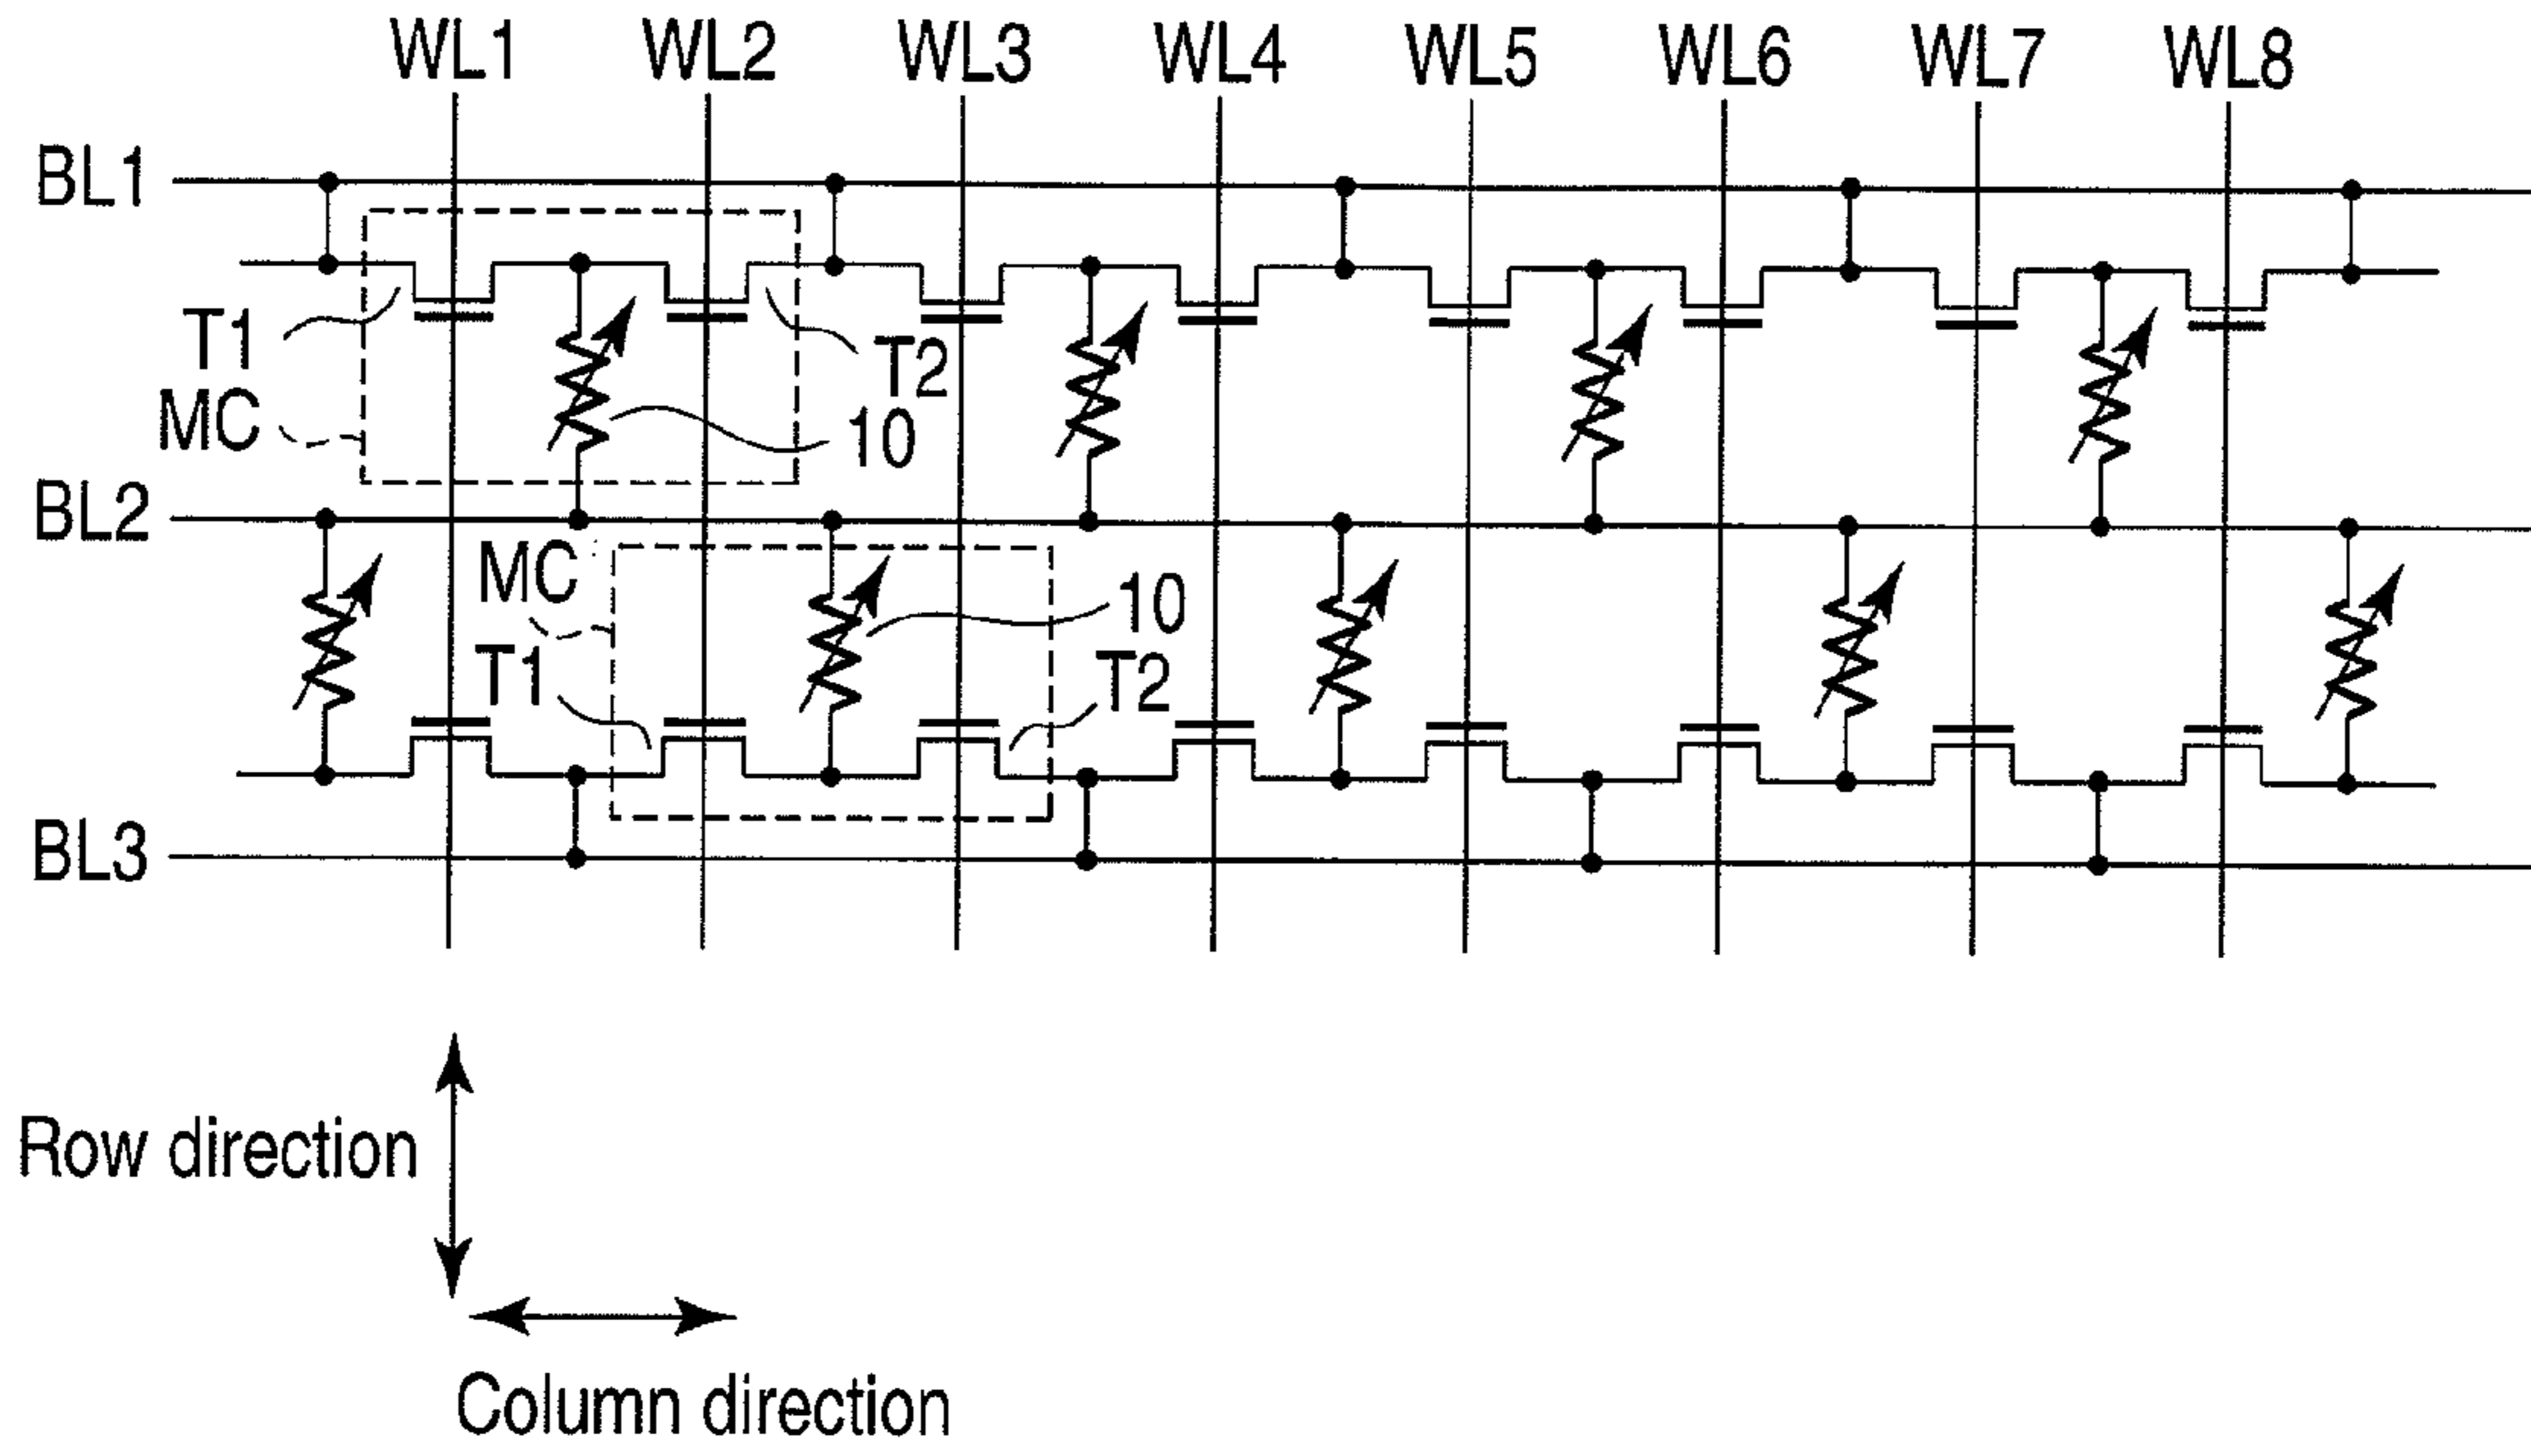 WL1 WL2 WL3 WL4 WL5 WL6 WL7 WL8
BL1
T1
T2
MC
10
BL2
MC
10
T1
T2
BL3
Row direction
Column direction